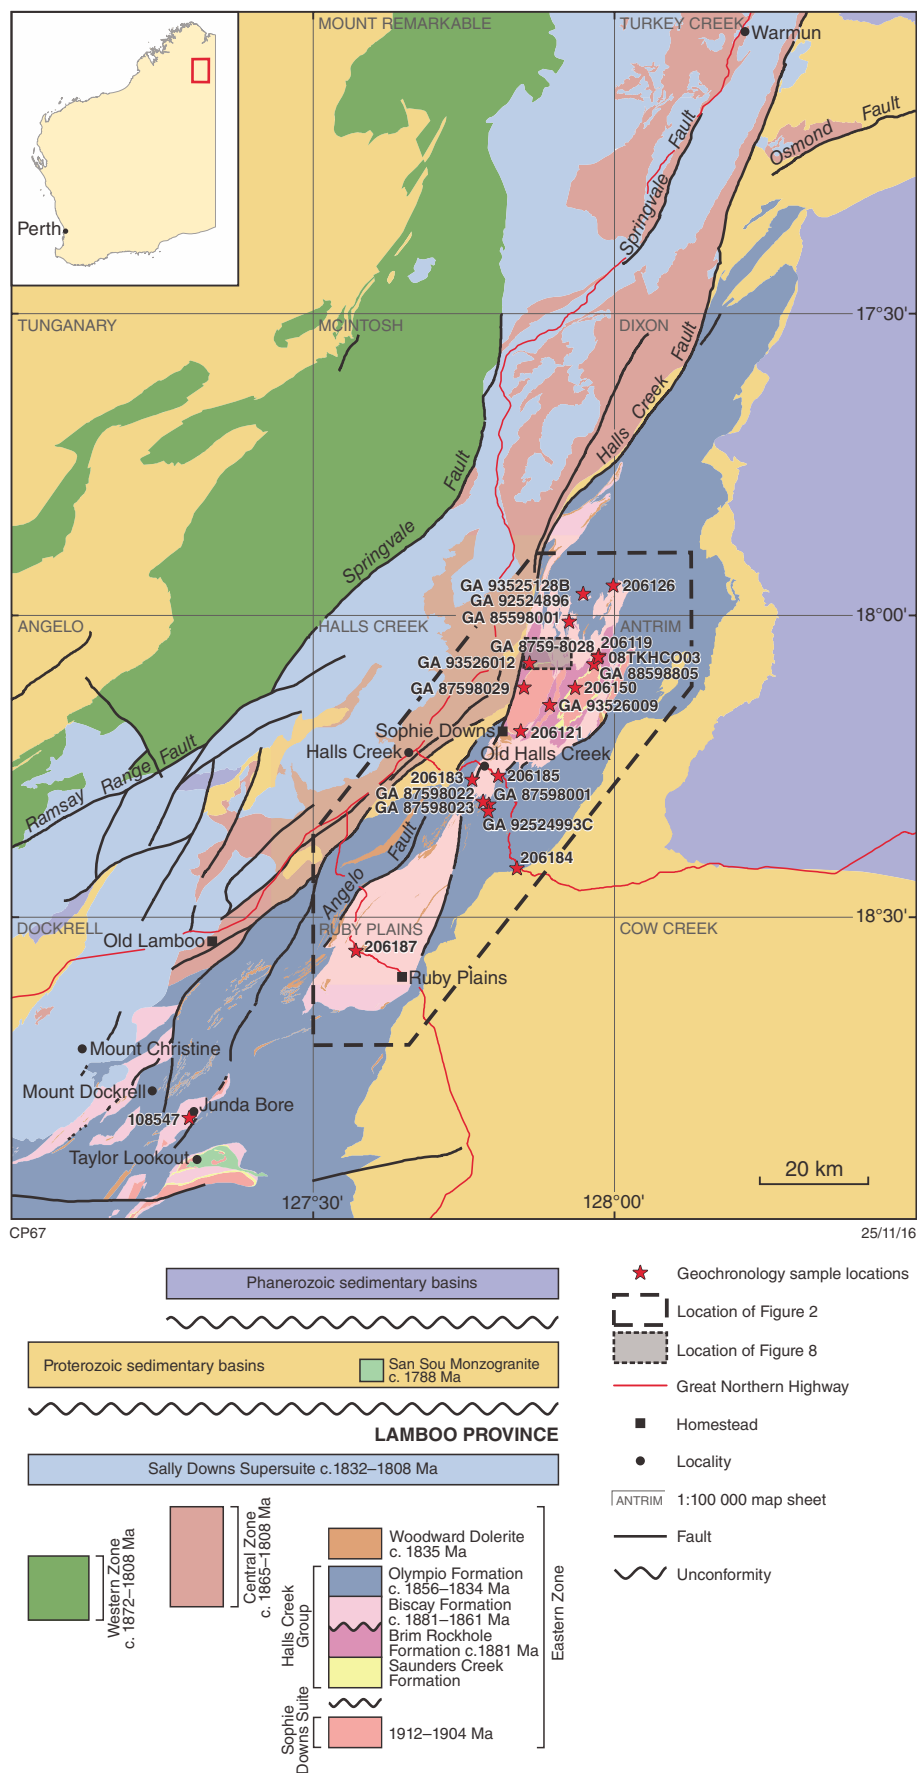 MOUNT REMARKABLE
TURKEY CREEK
Warmun
Perth
Osmond Fault
Springvale Fault
17°30'
TUNGANARY
MCINTOSH
DIXON
Halls Creek Fault
Springvale Fault
GA 93525128B
206126
GA 92524896
18°00'
GA 85598001
ANGELO
HALLS CREEK
ANTRIM
GA 8759-8028
206119
08TKHCO03
GA 93526012
GA 88598805
GA 87598029
206150
GA 93526009
Sophie Downs
206121
Halls Creek
Old Halls Creek
Ramsay Range Fault
206183
206185
GA 87598022
GA 87598001
GA 87598023
GA 92524993C
Angelo Fault
206184
18°30'
DOCKRELL
RUBY PLAINS
COW CREEK
Old Lamboo
206187
Ruby Plains
Mount Christine
Mount Dockrell
Junda Bore
108547
Taylor Lookout
20 km
127°30'
128°00'
CP67
25/11/16
Phanerozoic sedimentary basins
Proterozoic sedimentary basins
San Sou Monzogranite
c. 1788 Ma
LAMBOO PROVINCE
Sally Downs Supersuite c.1832–1808 Ma
Western Zone
c. 1872–1808 Ma
Central Zone
c. 1865–1808 Ma
Woodward Dolerite
c. 1835 Ma
Halls Creek
Group
Olympio Formation
c. 1856–1834 Ma
Biscay Formation
c. 1881–1861 Ma
Brim Rockhole
Formation c.1881 Ma
Saunders Creek
Formation
Sophie
Downs Suite
1912–1904 Ma
Eastern Zone
Geochronology sample locations
Location of Figure 2
Location of Figure 8
Great Northern Highway
Homestead
Locality
ANTRIM
1:100 000 map sheet
Fault
Unconformity